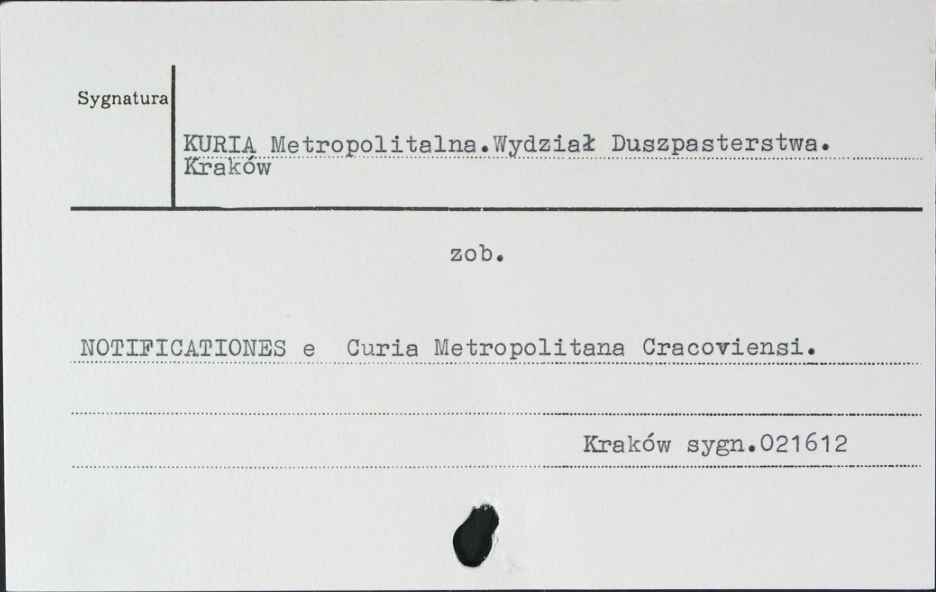 Sygnatura
KURIA Metropolitalna.Wydział Duszpasterstwa.
Kraków
zob.
NOTIFICATIONES e Curia Metropolitana Cracoviensi.
Kraków sygn.021612